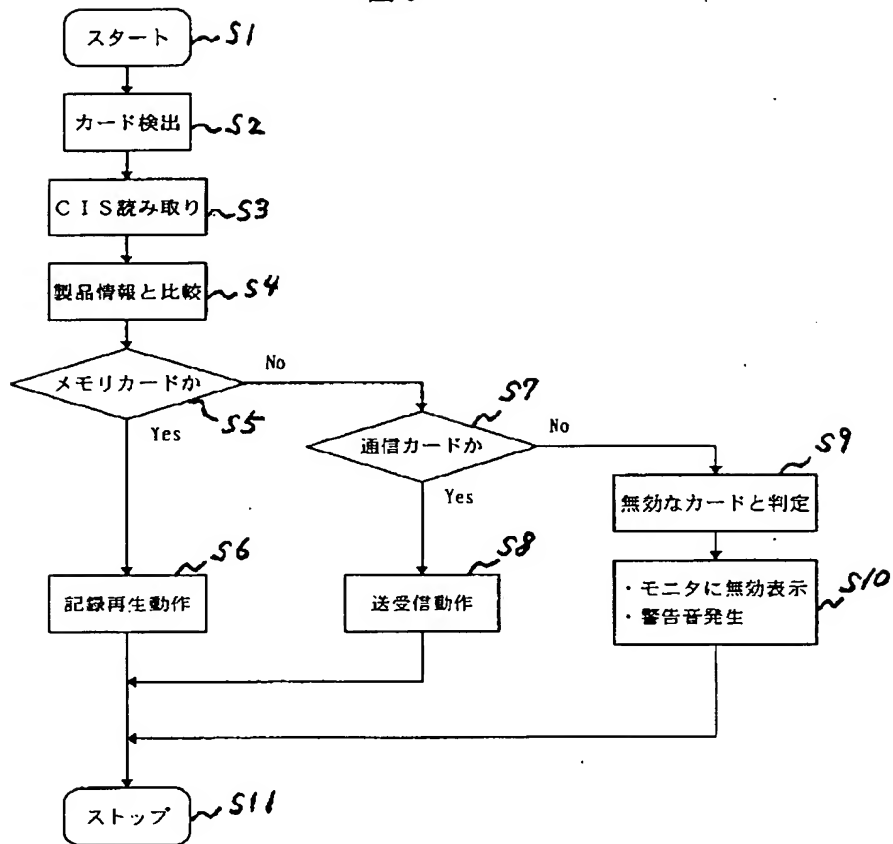 スタート
S1
カード検出
S2
CIS読み取り
S3
製品情報と比較
S4
メモリカードか
S5
No
Yes
通信カードか
S7
No
Yes
無効なカードと判定
S9
記録再生動作
S6
送受信動作
S8
・モニタに無効表示
・警告音発生
S10
ストップ
S11